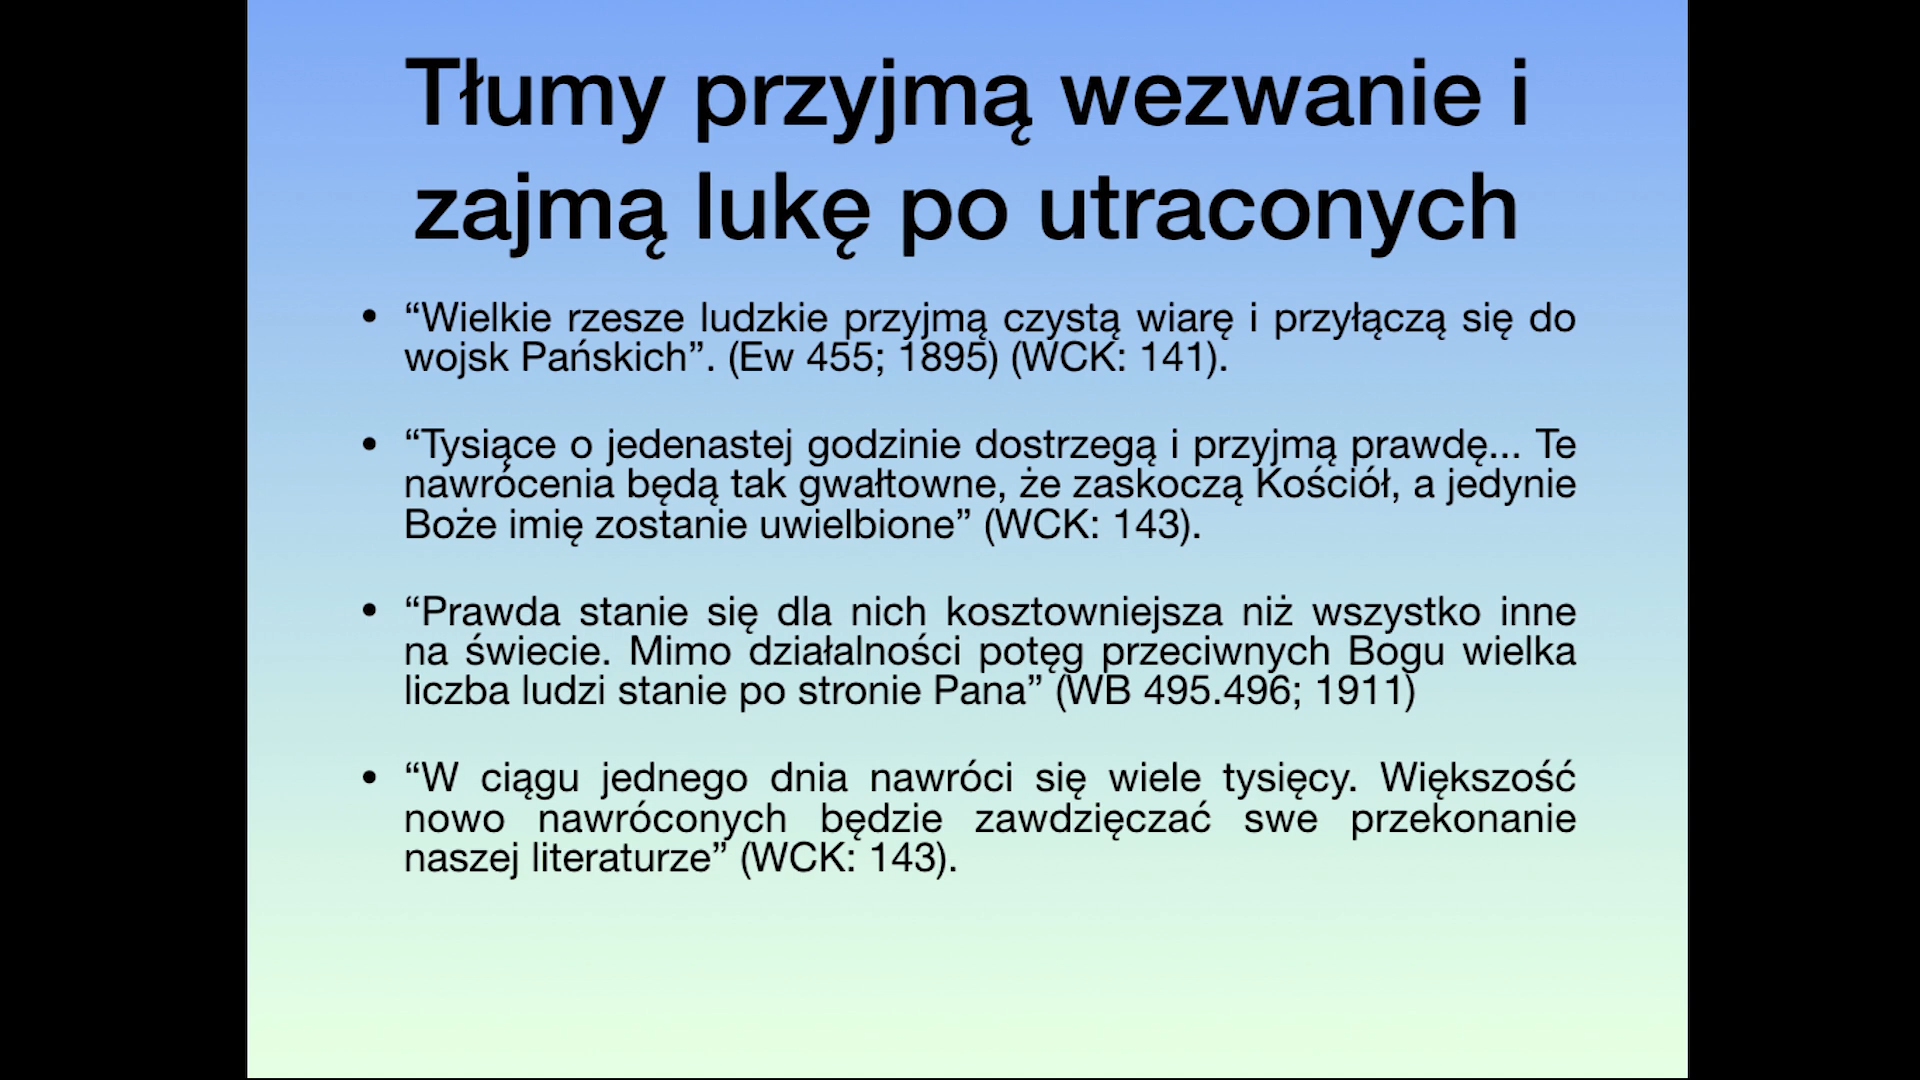 Tłumy przyjmą wezwanie i
zajmą lukę po utraconych
• “Wielkie rzesze ludzkie przyjmą czystą wiarę i przyłączą się do
wojsk Pańskich”. (Ew 455; 1895) (WCK: 141).
• “Tysiące o jedenastej godzinie dostrzegą i przyjmą prawdę... Te
nawrócenia będą tak gwałtowne, że zaskoczą Kościół, a jedynie
Boże imię zostanie uwielbione” (WCK: 143).
• “Prawda stanie się dla nich kosztowniejsza niż wszystko inne
na świecie. Mimo działalności potęg przeciwnych Bogu wielka
liczba ludzi stanie po stronie Pana” (WB 495.496; 1911)
• “W ciągu jednego dnia nawróci się wiele tysięcy. Większość
nowo nawróconych będzie zawdzięczać swe przekonanie
naszej literaturze” (WCK: 143).